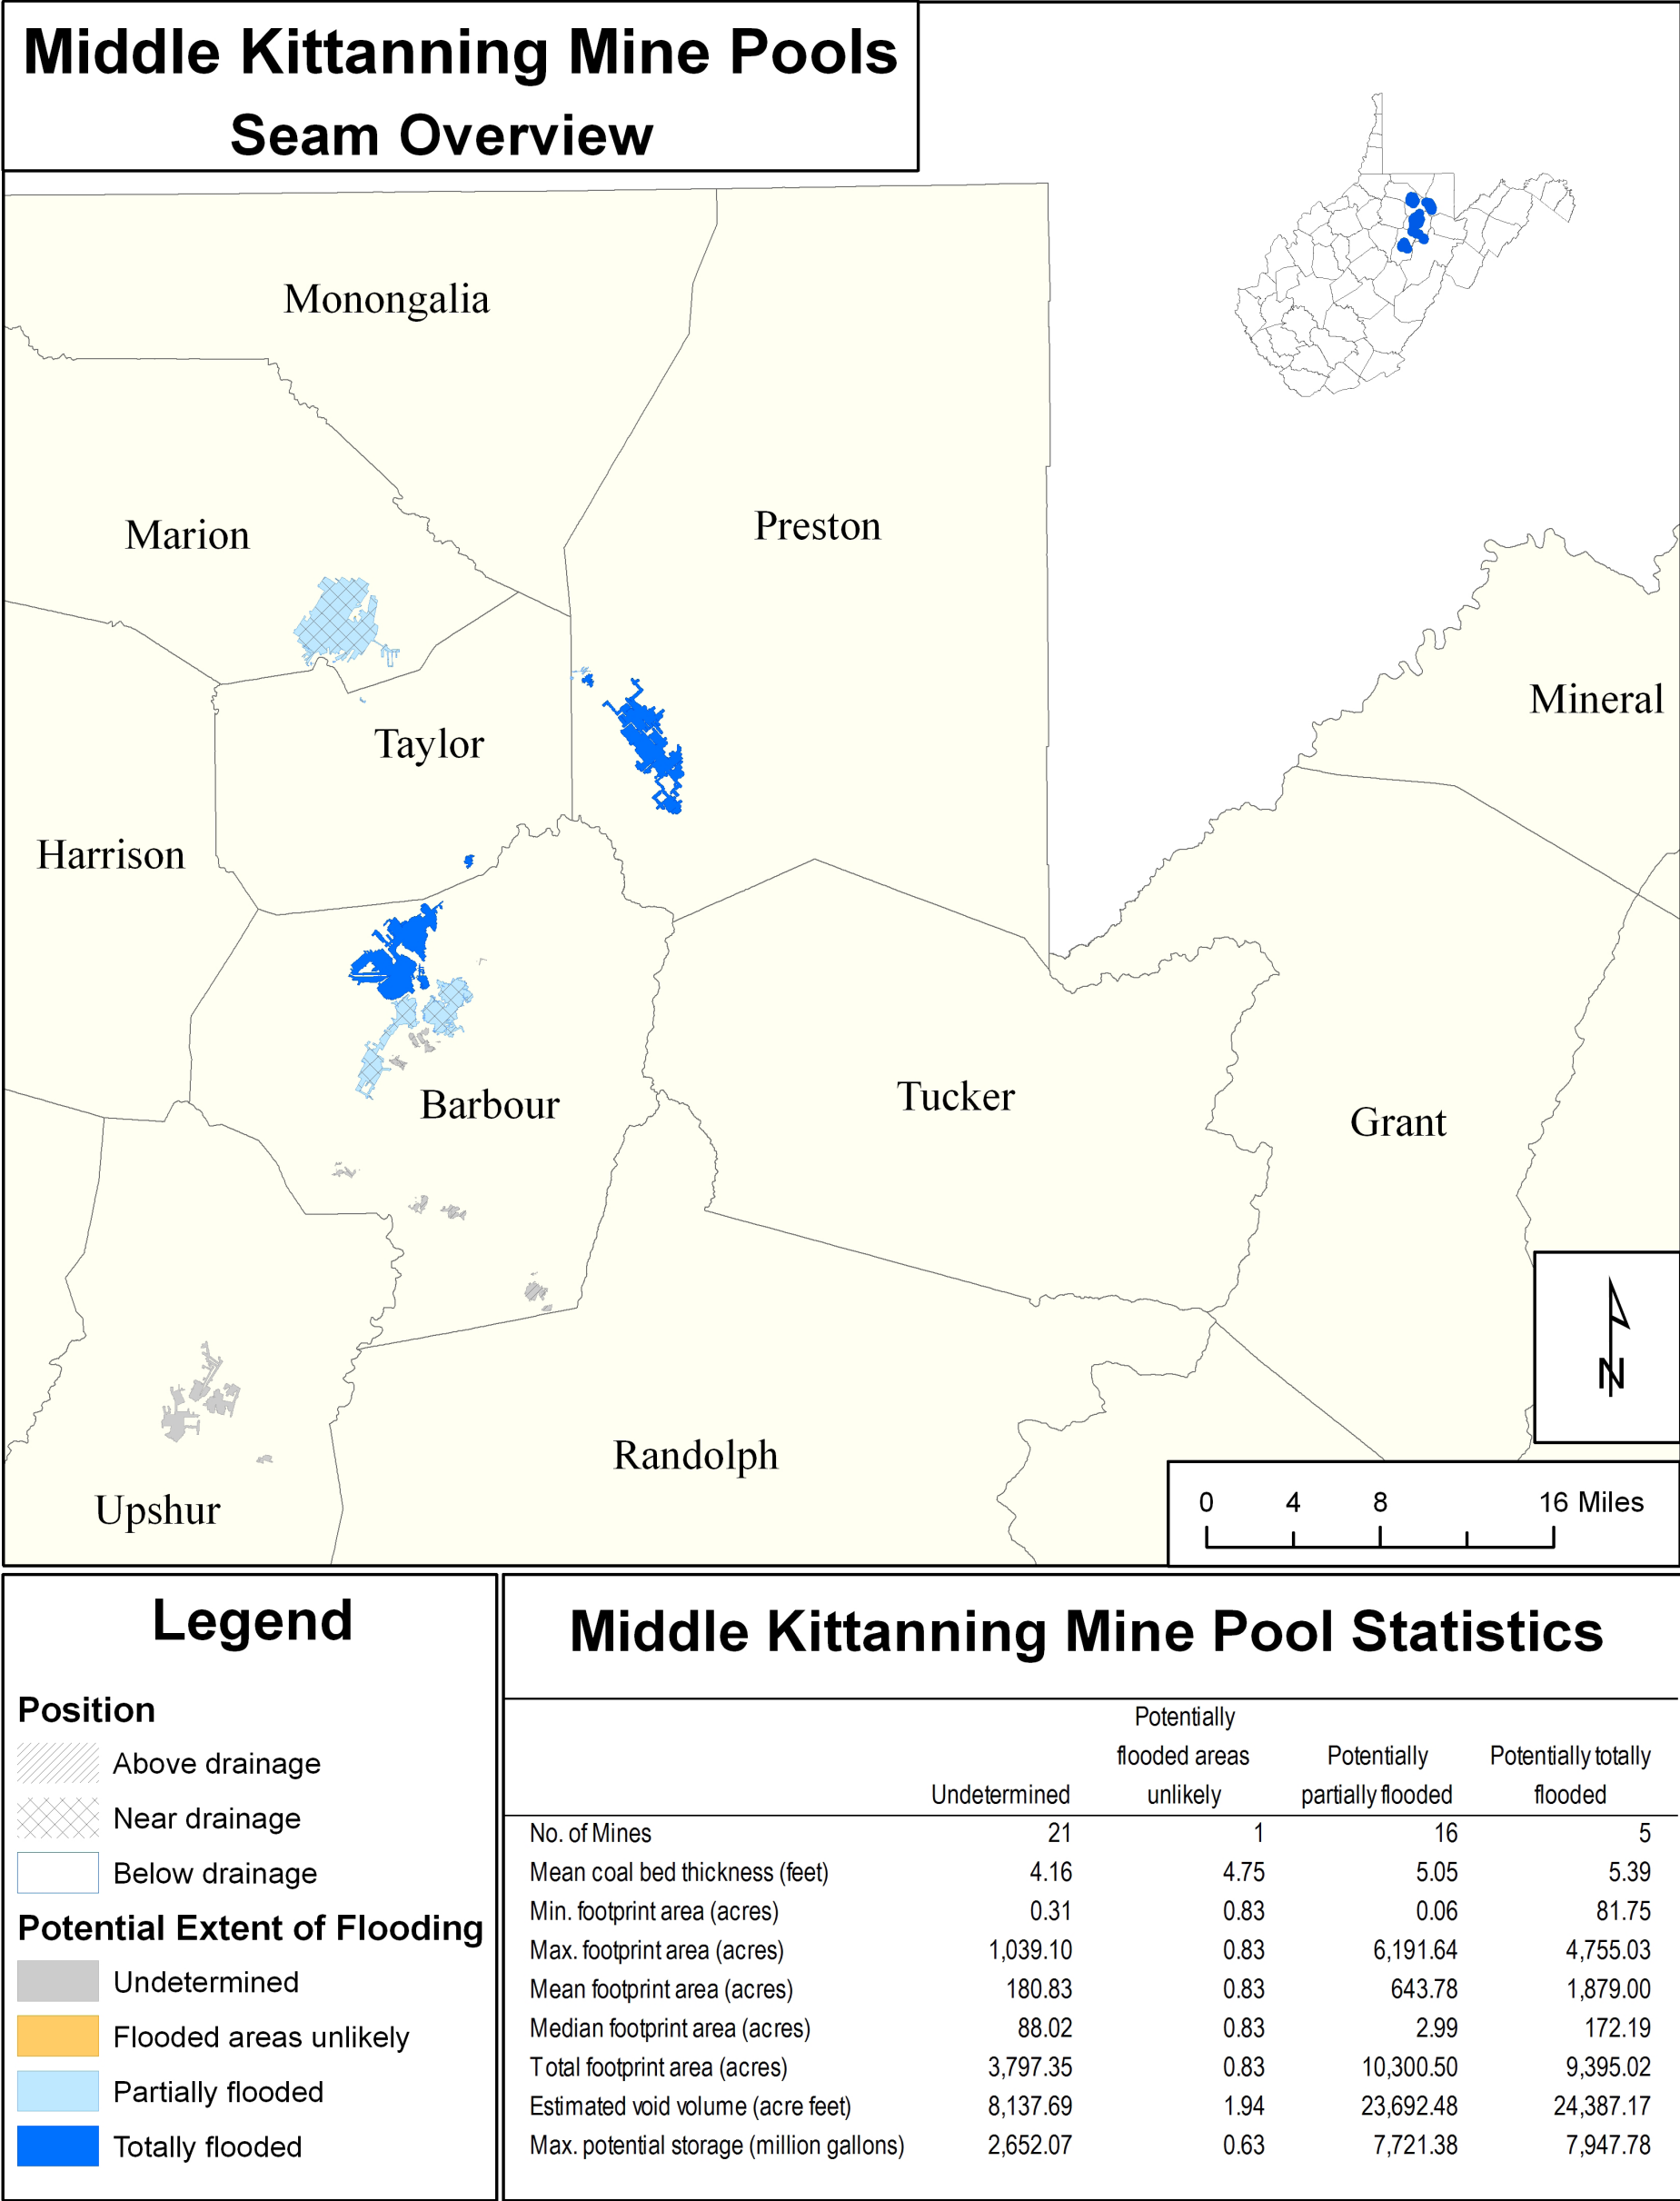 Middle Kittanning Mine Pools
Seam Overview
Monongalia
Marion
Preston
Mineral
Taylor
Harrison
Barbour
Tucker
Grant
Randolph
Upshur
N
0 4 8 16 Miles
Legend
Position
Above drainage
Near drainage
Below drainage
Potential Extent of Flooding
Undetermined
Flooded areas unlikely
Partially flooded
Totally flooded
Middle Kittanning Mine Pool Statistics
Potentially
flooded areas Potentially Potentially totally
Undetermined unlikely partially flooded flooded
No. of Mines 21 1 16 5
Mean coal bed thickness (feet) 4.16 4.75 5.05 5.39
Min. footprint area (acres) 0.31 0.83 0.06 81.75
Max. footprint area (acres) 1,039.10 0.83 6,191.64 4,755.03
Mean footprint area (acres) 180.83 0.83 643.78 1,879.00
Median footprint area (acres) 88.02 0.83 2.99 172.19
Total footprint area (acres) 3,797.35 0.83 10,300.50 9,395.02
Estimated void volume (acre feet) 8,137.69 1.94 23,692.48 24,387.17
Max. potential storage (million gallons) 2,652.07 0.63 7,721.38 7,947.78